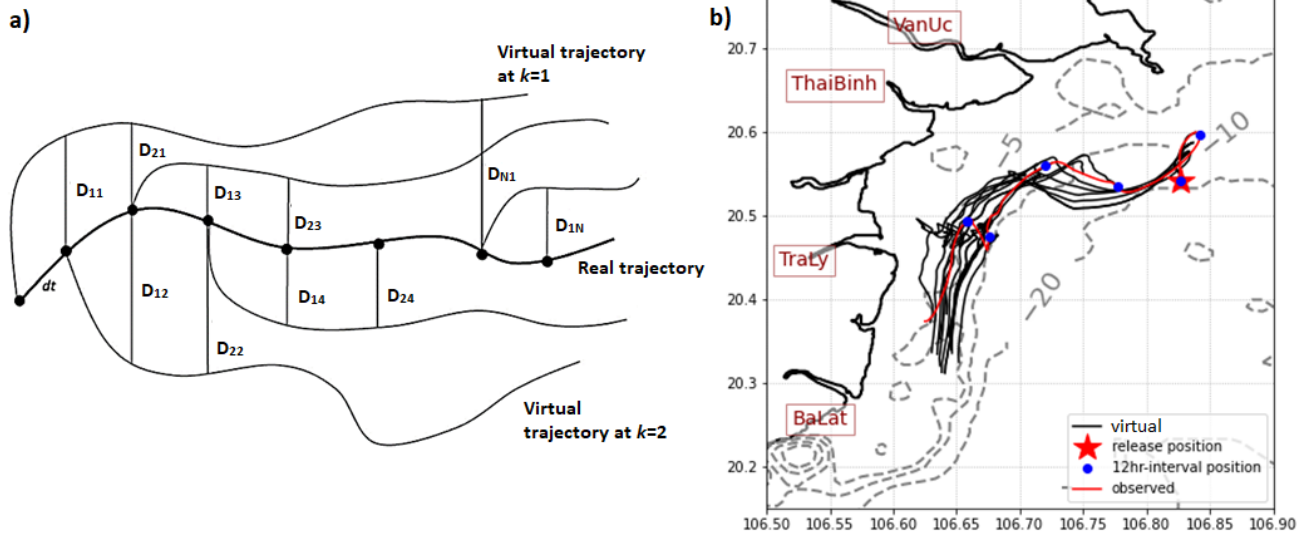 a)
Virtual trajectory
at k=1
D21
D11
D13
DN1
D23
D1N
Real trajectory
dt
D12
D14
D24
D22
Virtual
trajectory at k=2
b)
VanUc
20.7
ThaiBinh
20.6
-10
-5
20.5
TraLy
20.4
-20
20.3
BaLat
virtual
release position
12hr-interval position
observed
20.2
106.50 106.55 106.60 106.65 106.70 106.75 106.80 106.85 106.90